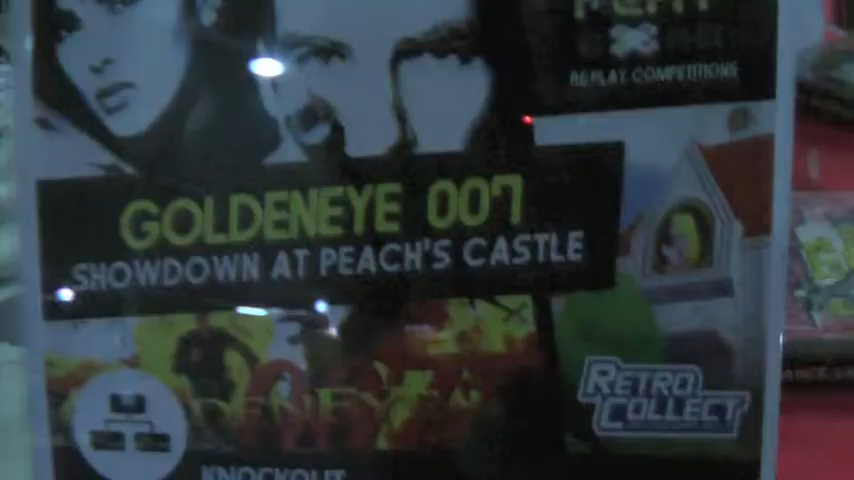 REPLAY COMPETITIONS
GOLDENEYE 007
SHOWDOWN AT PEACH'S CASTLE
RETRO
COLLECT
KNOCKOUT